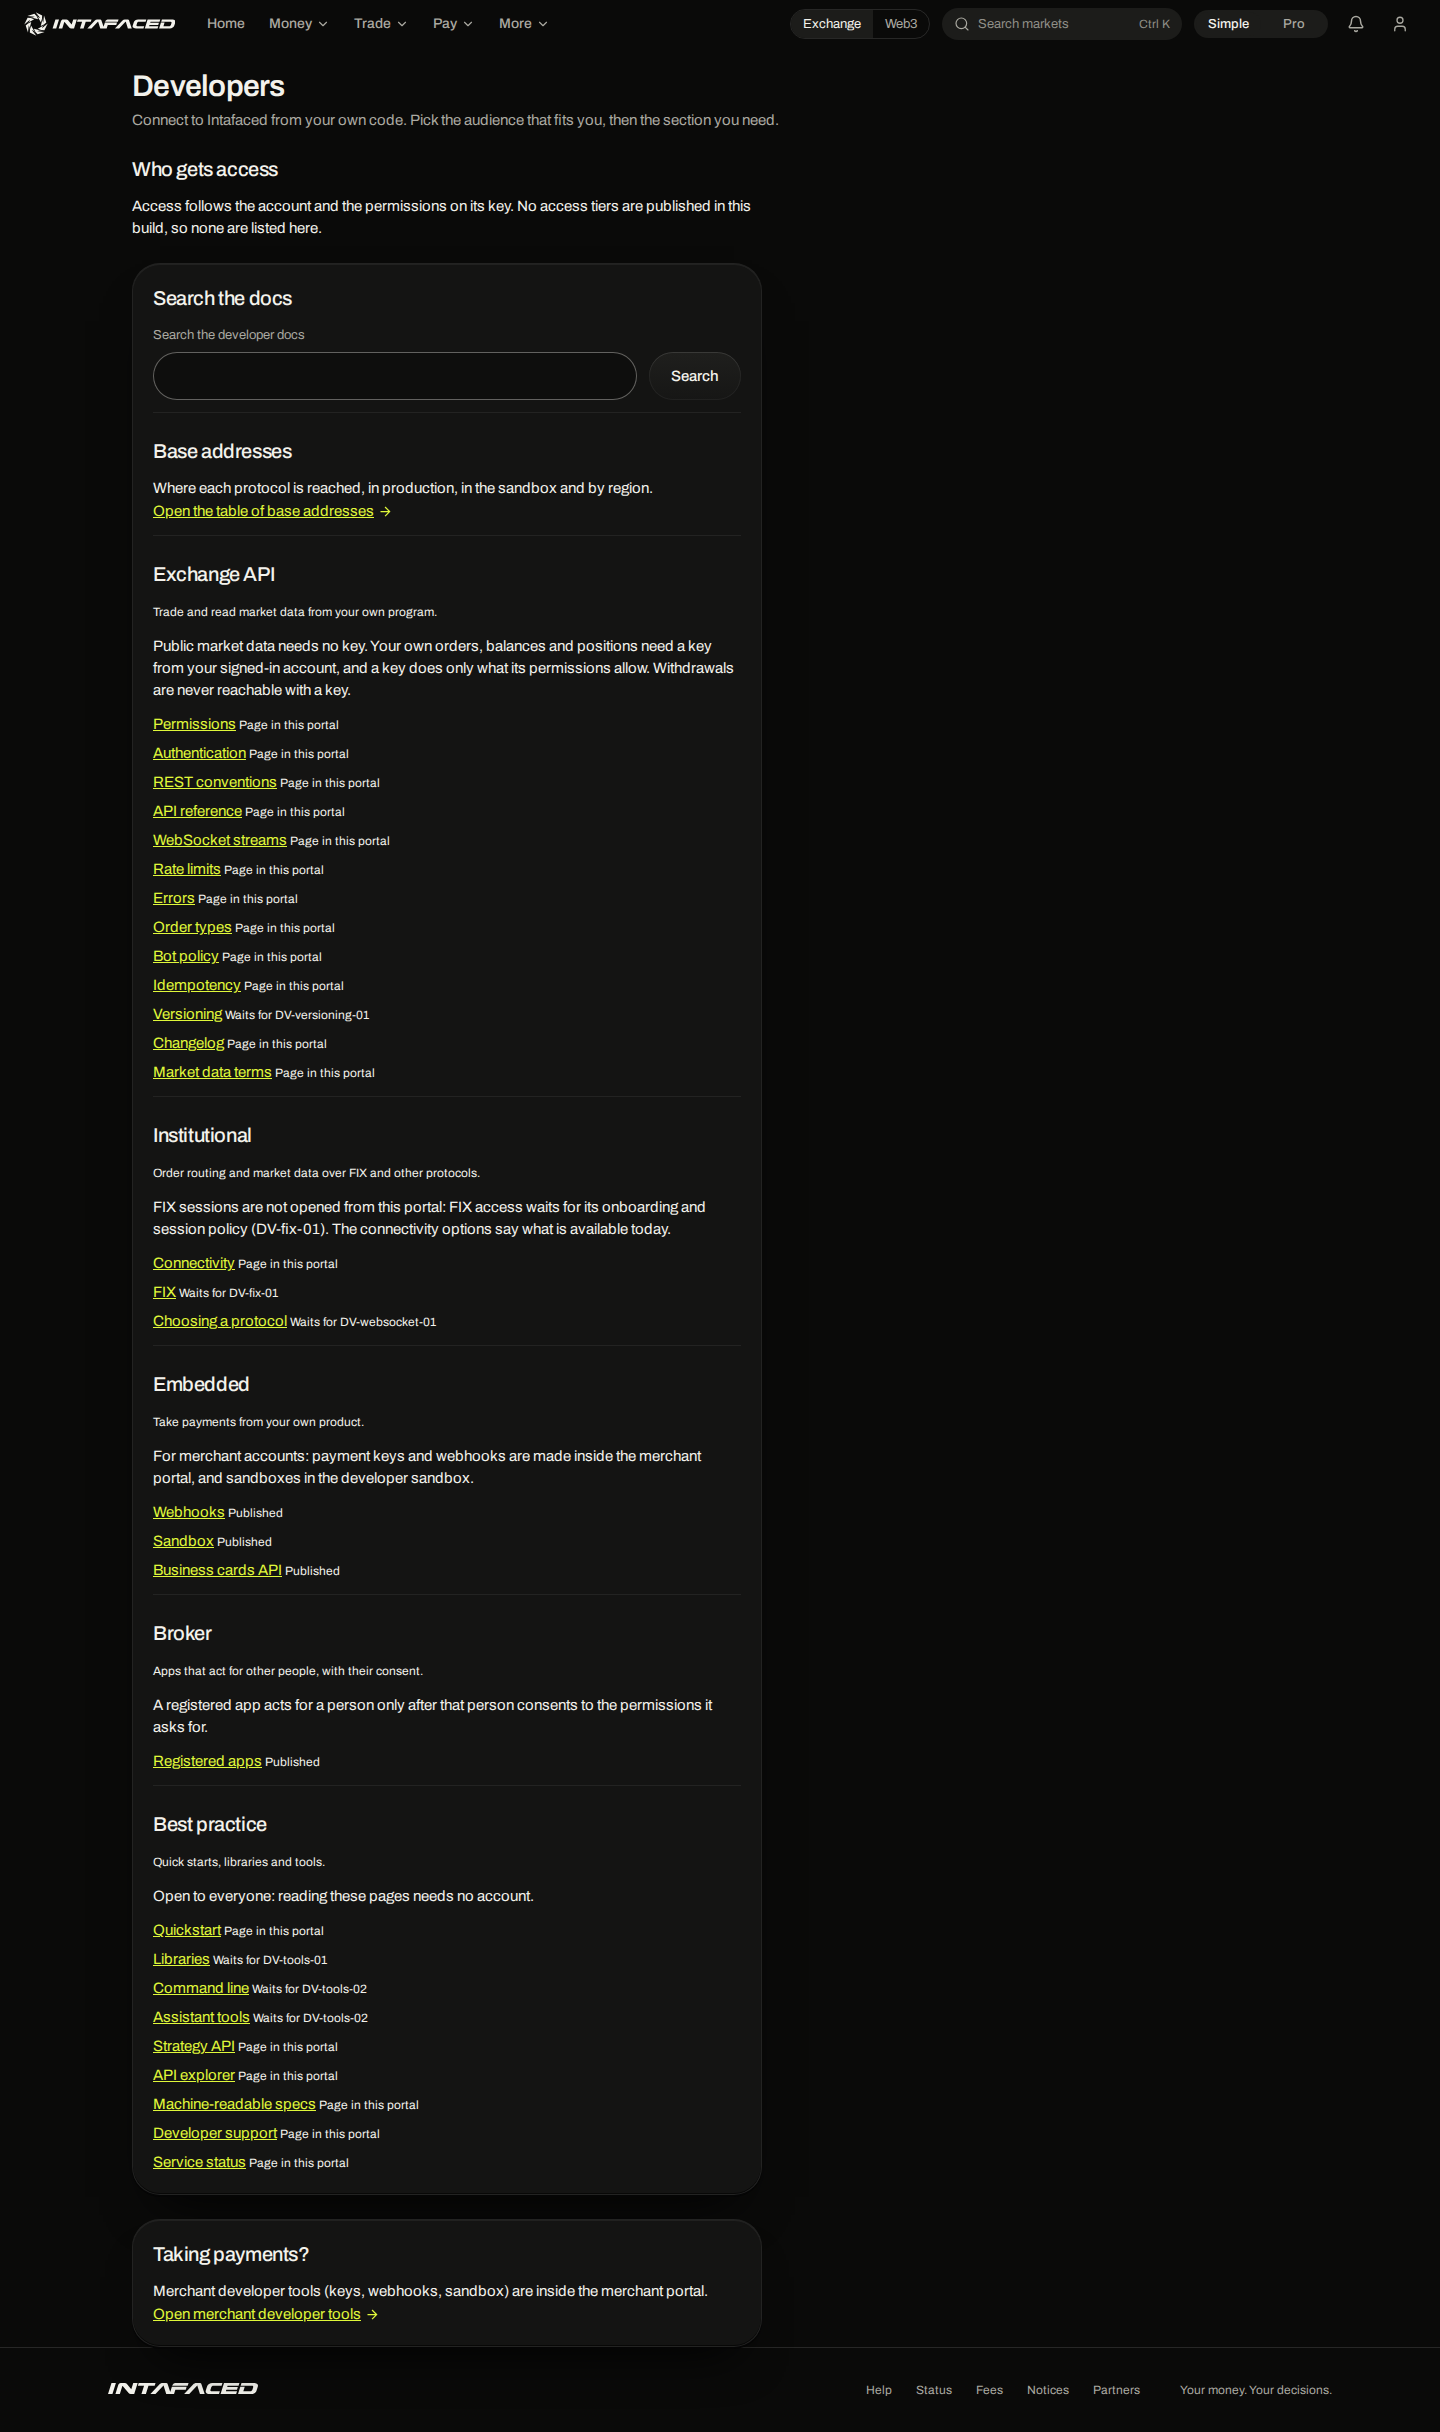 INTAFACED
Home
Money
Trade
Pay
More
Exchange
Web3
Search markets
Ctrl K
Simple
Pro
Developers
Connect to Intafaced from your own code. Pick the audience that fits you, then the section you need.
Who gets access
Access follows the account and the permissions on its key. No access tiers are published in this
build, so none are listed here.
Search the docs
Search the developer docs
Search
Base addresses
Where each protocol is reached, in production, in the sandbox and by region.
Open the table of base addresses →
Exchange API
Trade and read market data from your own program.
Public market data needs no key. Your own orders, balances and positions need a key
from your signed-in account, and a key does only what its permissions allow. Withdrawals
are never reachable with a key.
Permissions Page in this portal
Authentication Page in this portal
REST conventions Page in this portal
API reference Page in this portal
WebSocket streams Page in this portal
Rate limits Page in this portal
Errors Page in this portal
Order types Page in this portal
Bot policy Page in this portal
Idempotency Page in this portal
Versioning Waits for DV-versioning-01
Changelog Page in this portal
Market data terms Page in this portal
Institutional
Order routing and market data over FIX and other protocols.
FIX sessions are not opened from this portal: FIX access waits for its onboarding and
session policy (DV-fix-01). The connectivity options say what is available today.
Connectivity Page in this portal
FIX Waits for DV-fix-01
Choosing a protocol Waits for DV-websocket-01
Embedded
Take payments from your own product.
For merchant accounts: payment keys and webhooks are made inside the merchant
portal, and sandboxes in the developer sandbox.
Webhooks Published
Sandbox Published
Business cards API Published
Broker
Apps that act for other people, with their consent.
A registered app acts for a person only after that person consents to the permissions it
asks for.
Registered apps Published
Best practice
Quick starts, libraries and tools.
Open to everyone: reading these pages needs no account.
Quickstart Page in this portal
Libraries Waits for DV-tools-01
Command line Waits for DV-tools-02
Assistant tools Waits for DV-tools-02
Strategy API Page in this portal
API explorer Page in this portal
Machine-readable specs Page in this portal
Developer support Page in this portal
Service status Page in this portal
Taking payments?
Merchant developer tools (keys, webhooks, sandbox) are inside the merchant portal.
Open merchant developer tools →
INTAFACED
Help
Status
Fees
Notices
Partners
Your money. Your decisions.